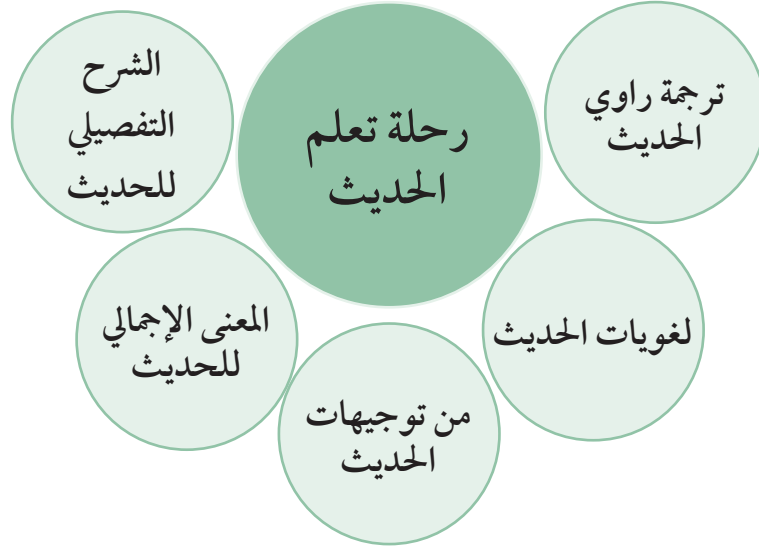 رحلة تعلم
الحديث
ترجمة راوي
الحديث
لغويات الحديث
من توجيهات
الحديث
المعنى الإجمالي
للحديث
الشرح
التفصيلي
للحديث